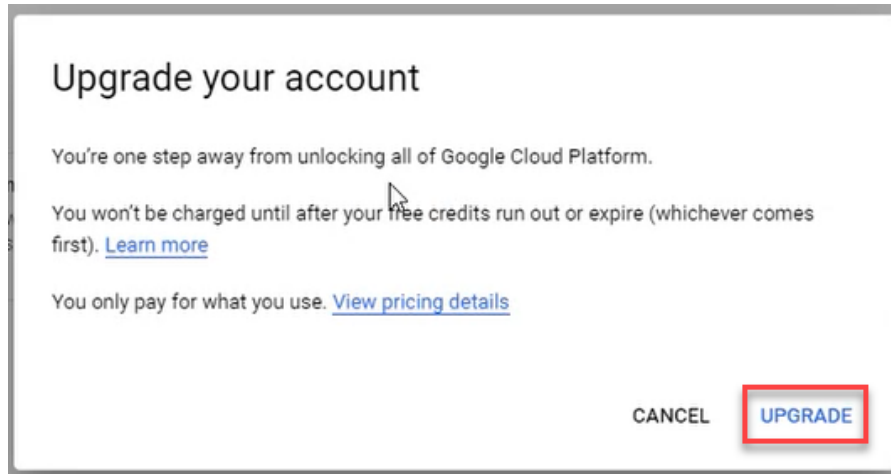 Upgrade your account
You're one step away from unlocking all of Google Cloud Platform.
You won't be charged until after your free credits run out or expire (whichever comes
first). Learn more
You only pay for what you use. View pricing details
CANCEL UPGRADE